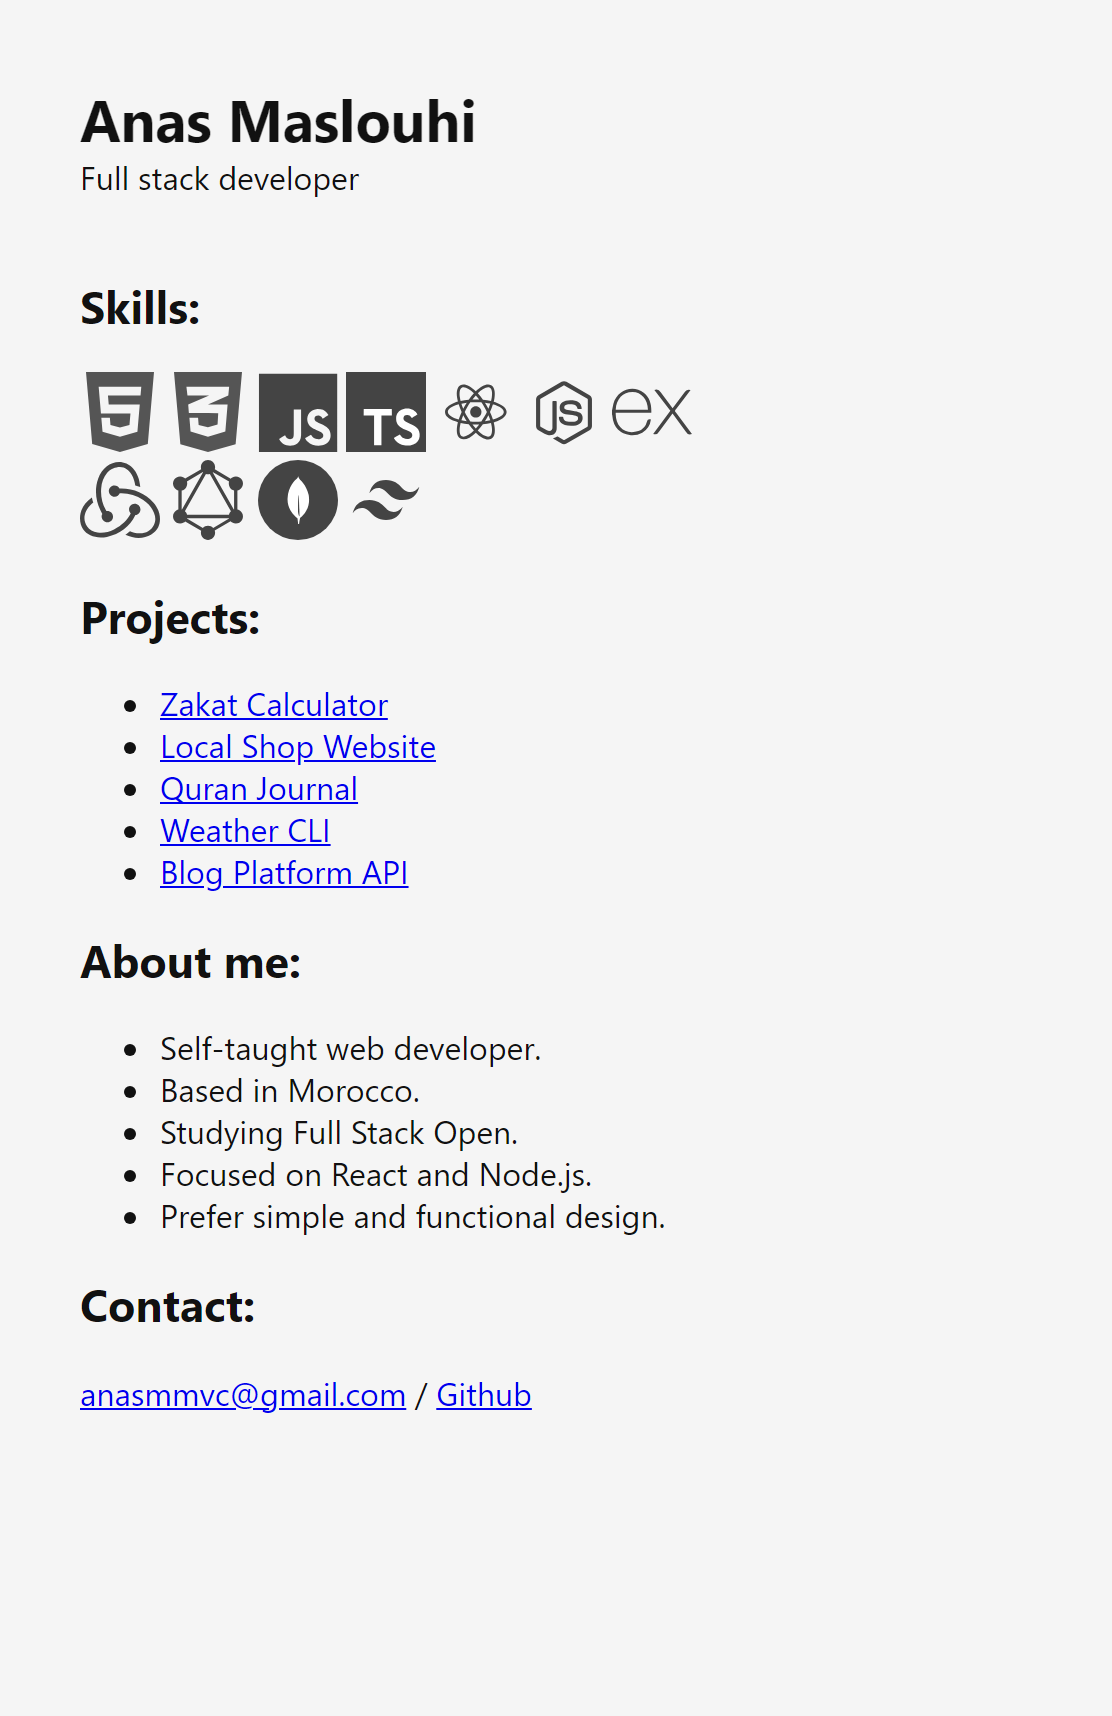 Anas Maslouhi
Full stack developer
Skills:
5 3 JS TS JS ex
Projects:
Zakat Calculator
Local Shop Website
Quran Journal
Weather CLI
Blog Platform API
About me:
Self-taught web developer.
Based in Morocco.
Studying Full Stack Open.
Focused on React and Node.js.
Prefer simple and functional design.
Contact:
anasmmvc@gmail.com / Github